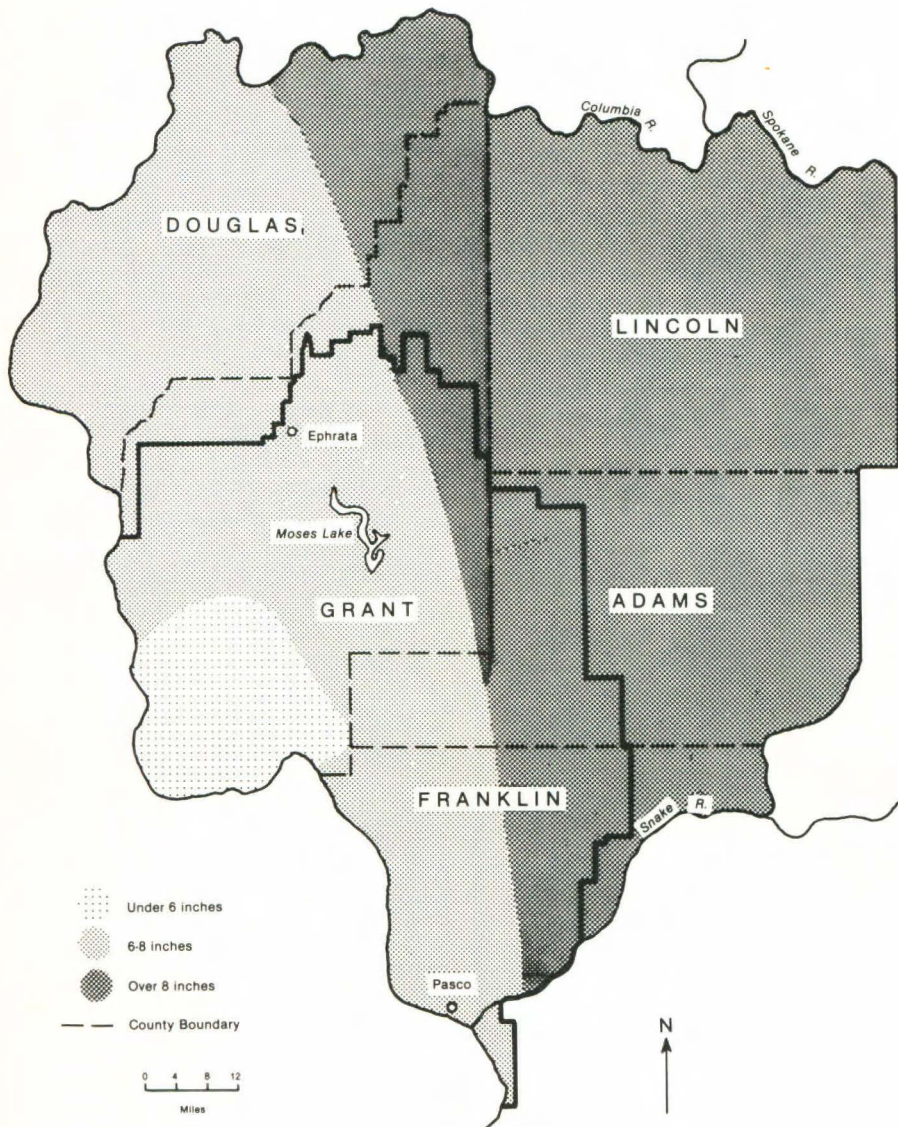 Columbia R.
Spokane R.
DOUGLAS
LINCOLN
Ephrata
Moses Lake
GRANT
ADAMS
FRANKLIN
Snake R.
Under 6 inches
6-8 inches
Over 8 inches
County Boundary
Pasco
N
0 4 8 12
Miles